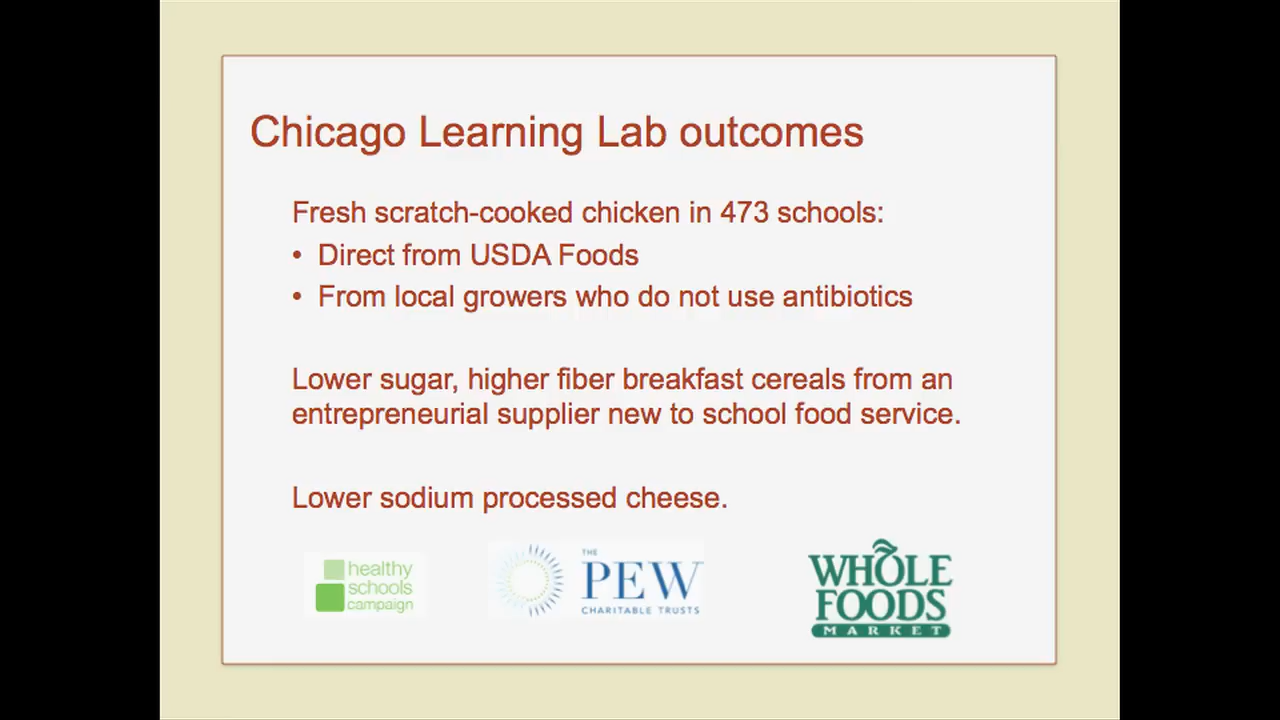 Chicago Learning Lab outcomes
Fresh scratch-cooked chicken in 473 schools:
• Direct from USDA Foods
• From local growers who do not use antibiotics
Lower sugar, higher fiber breakfast cereals from an
entrepreneurial supplier new to school food service.
Lower sodium processed cheese.
healthy
schools
campaign
THE
PEW
CHARITABLE TRUSTS
WHOLE
FOODS
MARKET